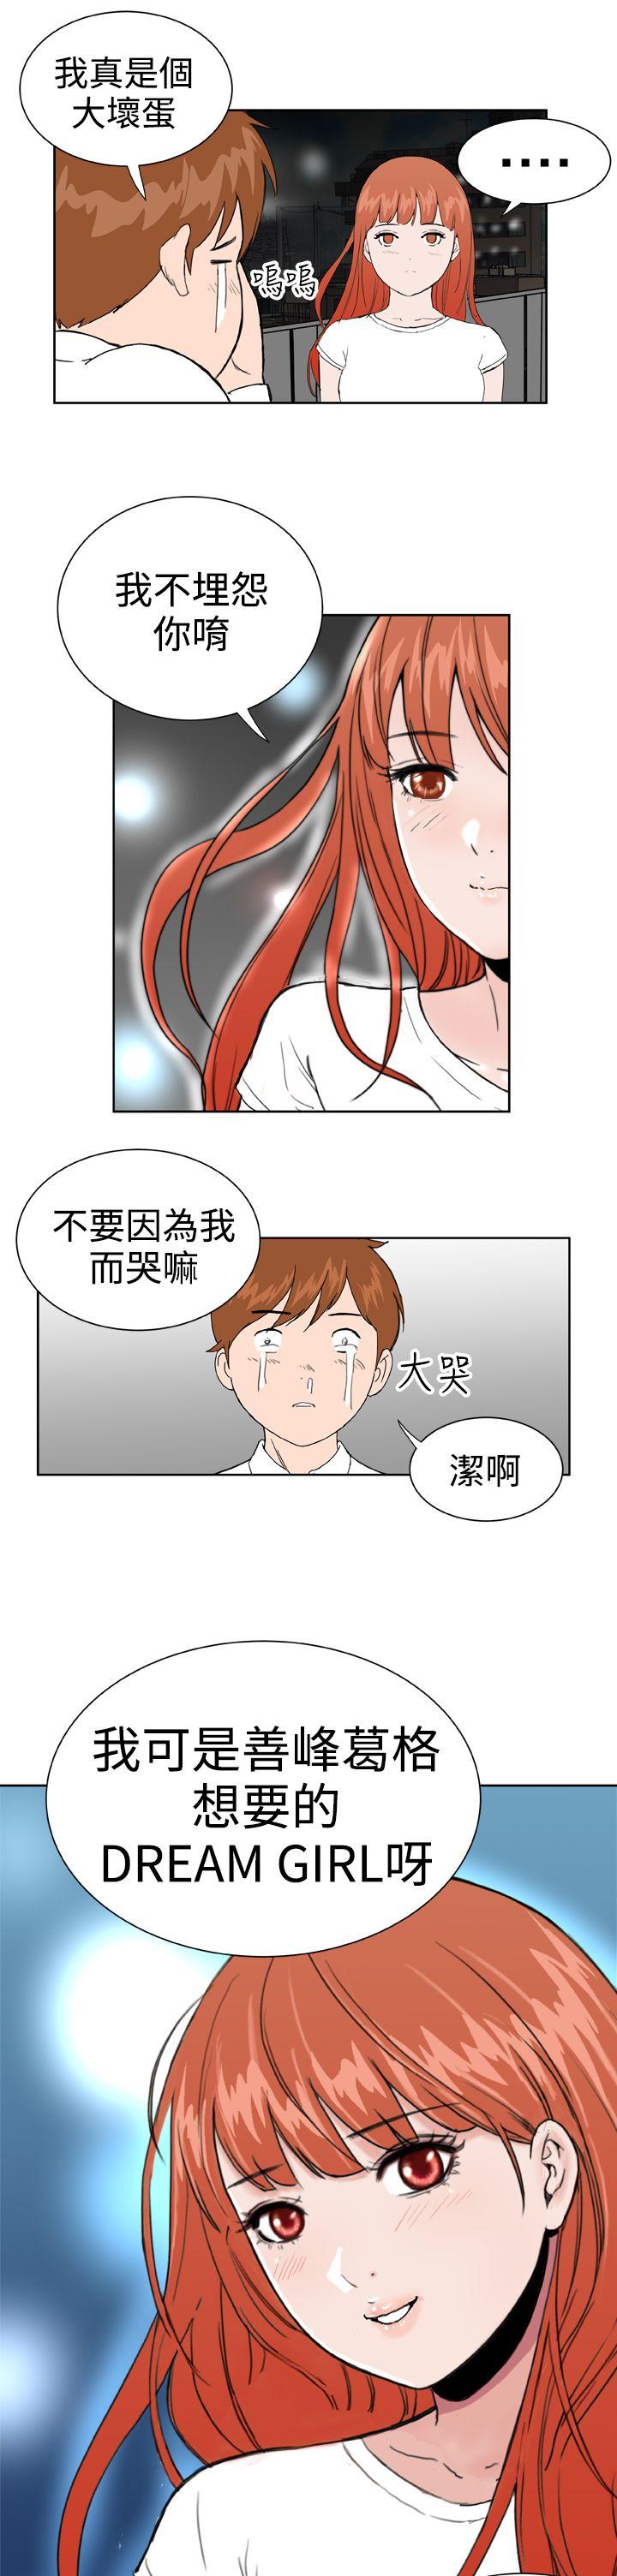 我真是個
大壞蛋
‥‥
嗚嗚
我不埋怨
你唷
不要因為我
而哭嘛
大哭
潔啊
我可是善峰葛格
想要的
DREAM GIRL呀